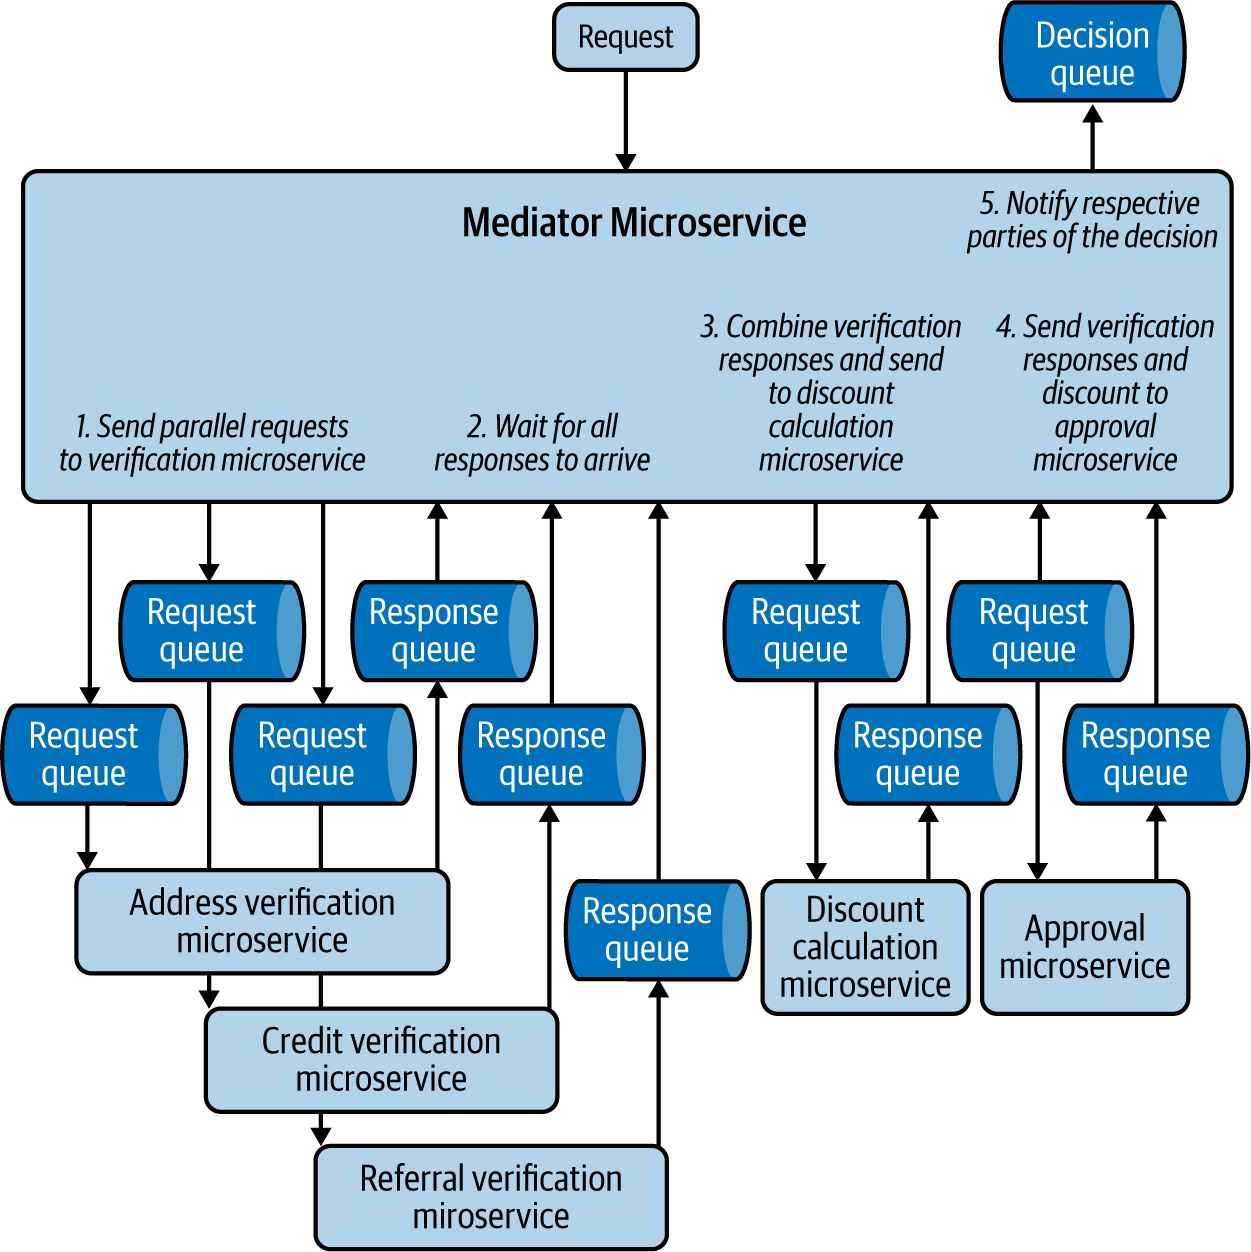 Request
Decision
queue
Mediator Microservice
5. Notify respective
parties of the decision
1. Send parallel requests
to verification microservice
2. Wait for all
responses to arrive
3. Combine verification
responses and send
to discount
calculation
microservice
4. Send verification
responses and
discount to
approval
microservice
Request
queue
Response
queue
Request
queue
Request
queue
Request
queue
Request
queue
Response
queue
Response
queue
Response
queue
Address verification
microservice
Response
queue
Discount
calculation
microservice
Approval
microservice
Credit verification
microservice
Referral verification
miroservice